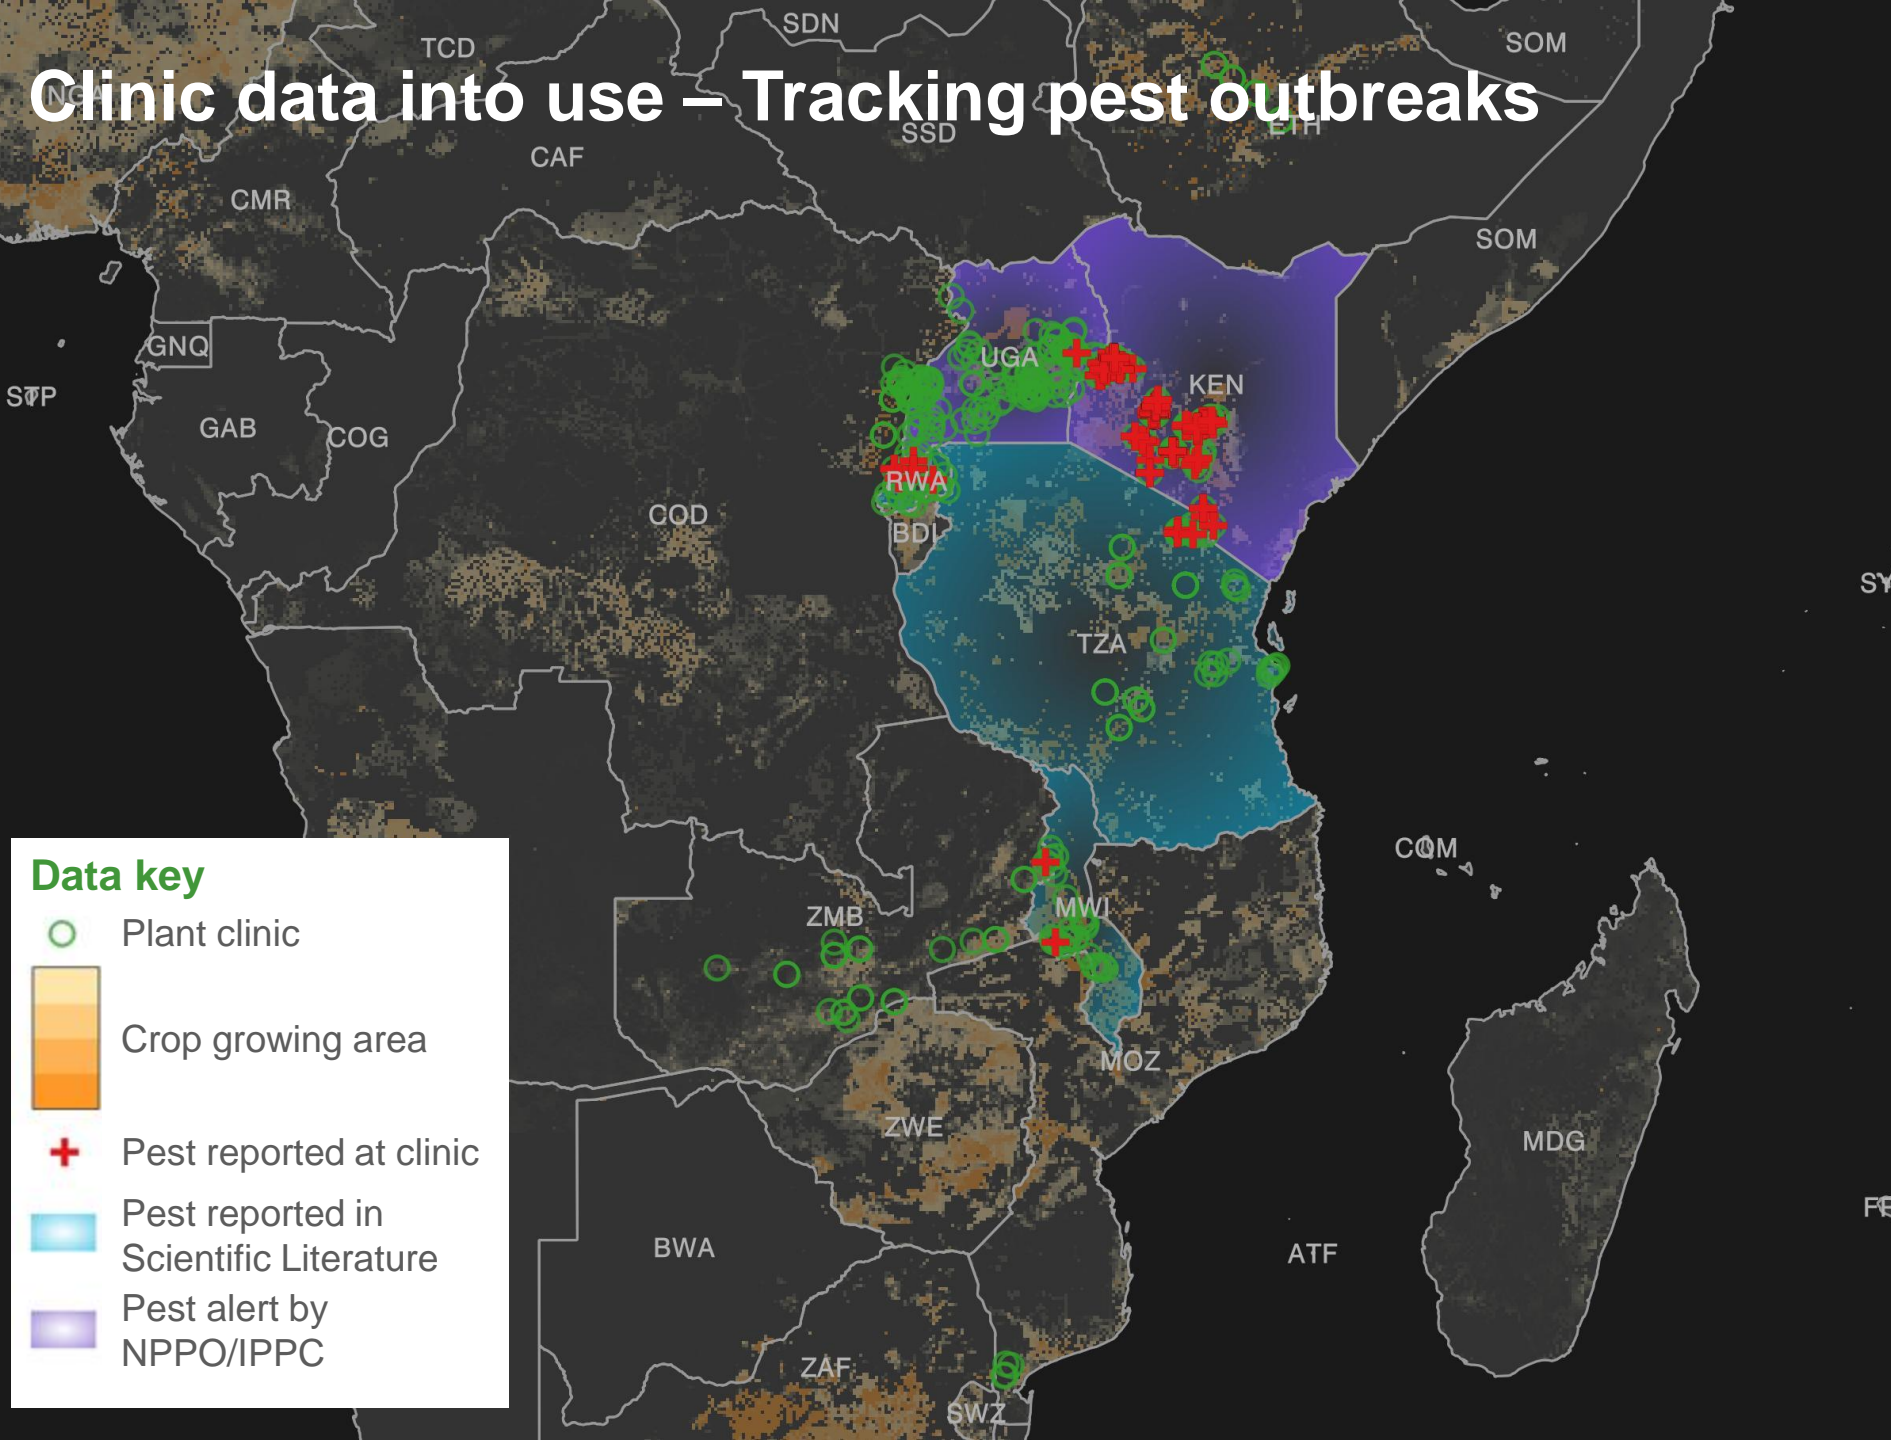 Clinic data into use – Tracking pest outbreaks
SDN
TCD
SOM
SSD
ETH
CAF
CMR
SOM
GNQ
UGA
KEN
STP
GAB
COG
RWA
COD
BDI
SY
TZA
COM
Data key
Plant clinic
Crop growing area
Pest reported at clinic
Pest reported in
Scientific Literature
Pest alert by
NPPO/IPPC
ZMB
MWI
MOZ
ZWE
MDG
BWA
ATF
ZAF
SWZ